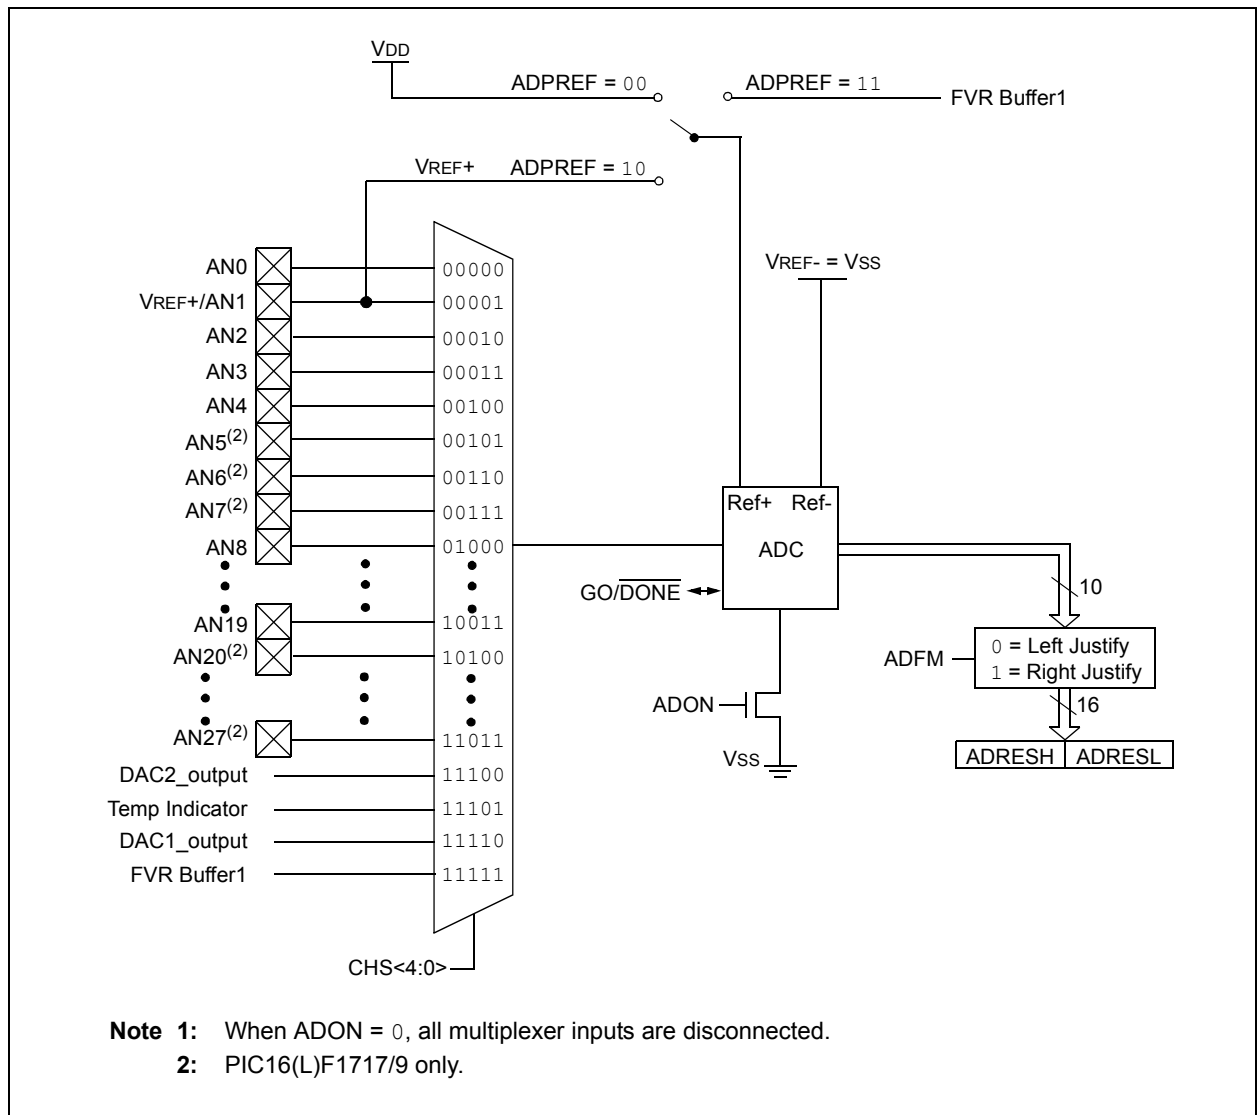 VDD
ADPREF = 00
ADPREF = 11
FVR Buffer1
VREF+ ADPREF = 10
VREF- = VSS
AN0
00000
VREF+/AN1
00001
AN2
00010
AN3
00011
AN4
00100
AN5(2)
00101
AN6(2)
00110
AN7(2)
00111
AN8
01000
Ref+ Ref-
ADC
GO/DONE
10
AN19
10011
AN20(2)
10100
ADFM
0 = Left Justify
1 = Right Justify
16
ADON
AN27(2)
11011
VSS
ADRESH ADRESL
DAC2_output
11100
Temp Indicator
11101
DAC1_output
11110
FVR Buffer1
11111
CHS<4:0>
Note 1: When ADON = 0, all multiplexer inputs are disconnected.
2: PIC16(L)F1717/9 only.